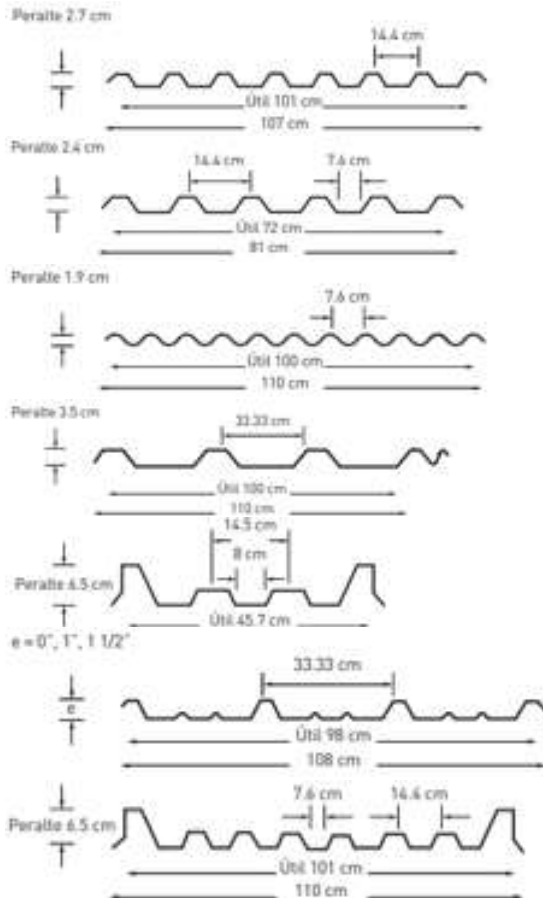 Peralte 2.7 cm
14.4 cm
Útil 101 cm
107 cm
Peralte 2.4 cm
14.4 cm 7.6 cm
Útil 72 cm
81 cm
Peralte 1.9 cm
7.6 cm
Útil 100 cm
110 cm
Peralte 3.5 cm
33.33 cm
Útil 100 cm
110 cm
14.5 cm
8 cm
Peralte 6.5 cm
Útil 45.7 cm
e = 0", 1", 1 1/2"
33.33 cm
e
Útil 98 cm
108 cm
7.6 cm 14.4 cm
Peralte 6.5 cm
Útil 101 cm
110 cm